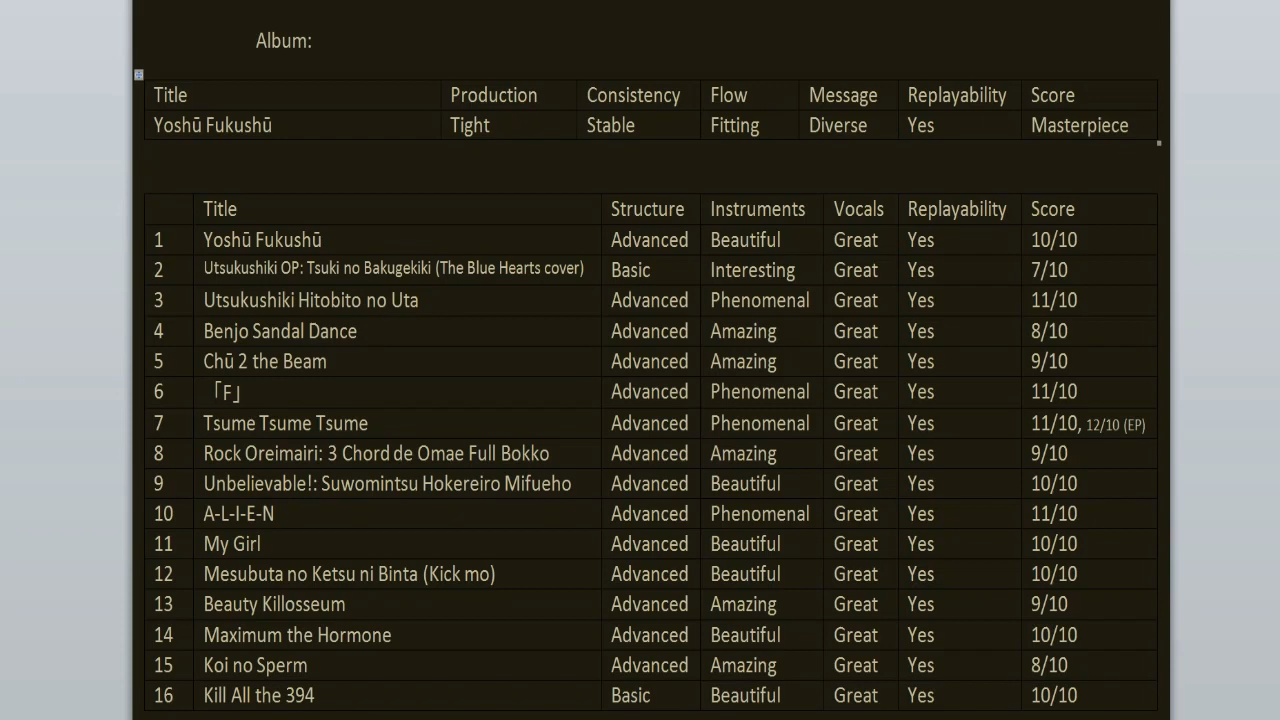 Album:
Title Production Consistency Flow Message Replayability Score
Yoshū Fukushū Tight Stable Fitting Diverse Yes Masterpiece
Title Structure Instruments Vocals Replayability Score
1 Yoshū Fukushū Advanced Beautiful Great Yes 10/10
2 Utsukushiki OP: Tsuki no Bakugekiki (The Blue Hearts cover) Basic Interesting Great Yes 7/10
3 Utsukushiki Hitobito no Uta Advanced Phenomenal Great Yes 11/10
4 Benjo Sandal Dance Advanced Amazing Great Yes 8/10
5 Chū 2 the Beam Advanced Amazing Great Yes 9/10
6 「F」 Advanced Phenomenal Great Yes 11/10
7 Tsume Tsume Tsume Advanced Phenomenal Great Yes 11/10, 12/10 (EP)
8 Rock Oreimairi: 3 Chord de Omae Full Bokko Advanced Amazing Great Yes 9/10
9 Unbelievable!: Suwomintsu Hokereiro Mifueho Advanced Beautiful Great Yes 10/10
10 A-L-I-E-N Advanced Phenomenal Great Yes 11/10
11 My Girl Advanced Beautiful Great Yes 10/10
12 Mesubuta no Ketsu ni Binta (Kick mo) Advanced Beautiful Great Yes 10/10
13 Beauty Killosseum Advanced Amazing Great Yes 9/10
14 Maximum the Hormone Advanced Beautiful Great Yes 10/10
15 Koi no Sperm Advanced Amazing Great Yes 8/10
16 Kill All the 394 Basic Beautiful Great Yes 10/10